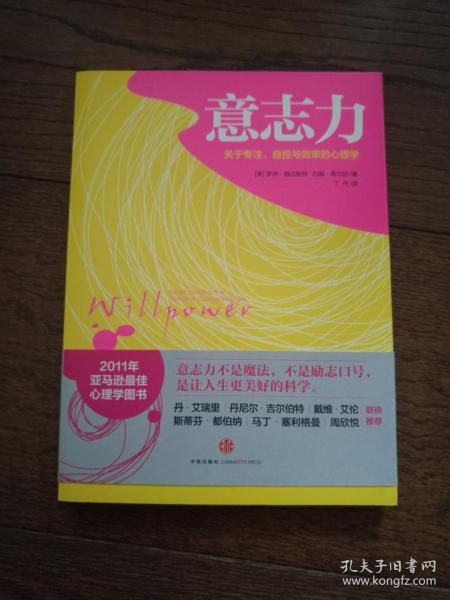 意志力
关于专注、自控与效率的心理学
[美]罗伊·鲍迈斯特 约翰·蒂尔尼/著
丁丹/译
Willpower
2011年
亚马逊最佳
心理学图书
意志力不是魔法，不是励志口号，
是让人生更美好的科学。
丹·艾瑞里｜丹尼尔·吉尔伯特｜戴维·艾伦
斯蒂芬·都伯纳｜马丁·塞利格曼｜周欣悦
联袂
推荐
中信出版社 CHINA CITIC PRESS
孔夫子旧书网
www.kongfz.com